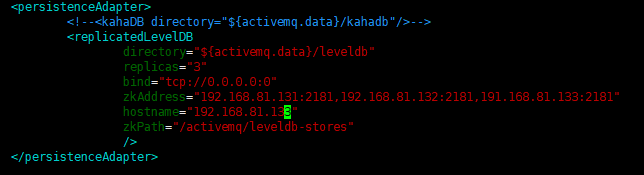 <persistenceAdapter>
<!--<kahaDB directory="${activemq.data}/kahadb"/>-->
<replicatedLevelDB
directory="${activemq.data}/leveldb"
replicas="3"
bind="tcp://0.0.0.0:0"
zkAddress="192.168.81.131:2181,192.168.81.132:2181,191.168.81.133:2181"
hostname="192.168.81.133"
zkPath="/activemq/leveldb-stores"
/>
</persistenceAdapter>